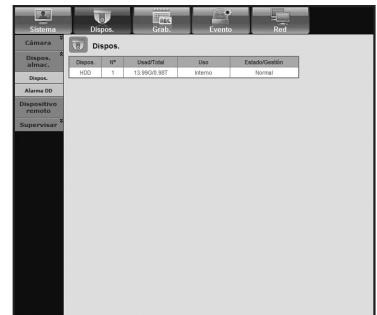 Sistema Dispos. Grab. Evento Red
Cámara
Dispos. almac.
Dispos.
Alarma DD
Dispositivo remoto
Supervisar
Dispos.
Dispos. Nº Usad/Total Uso Estado/Gestión
HDD 1 13.99G/0.98T Interno Normal